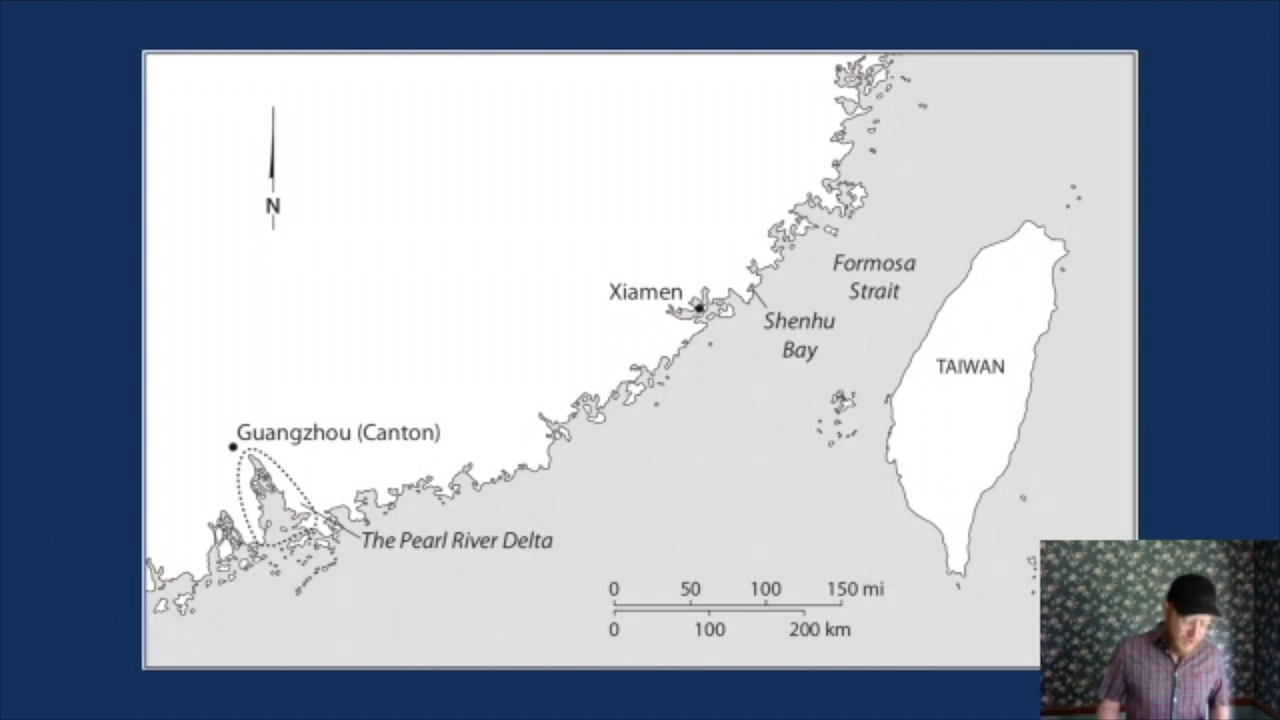 N
Formosa
Strait
Xiamen
Shenhu
Bay
TAIWAN
Guangzhou (Canton)
The Pearl River Delta
0 50 100 150 mi
0 100 200 km